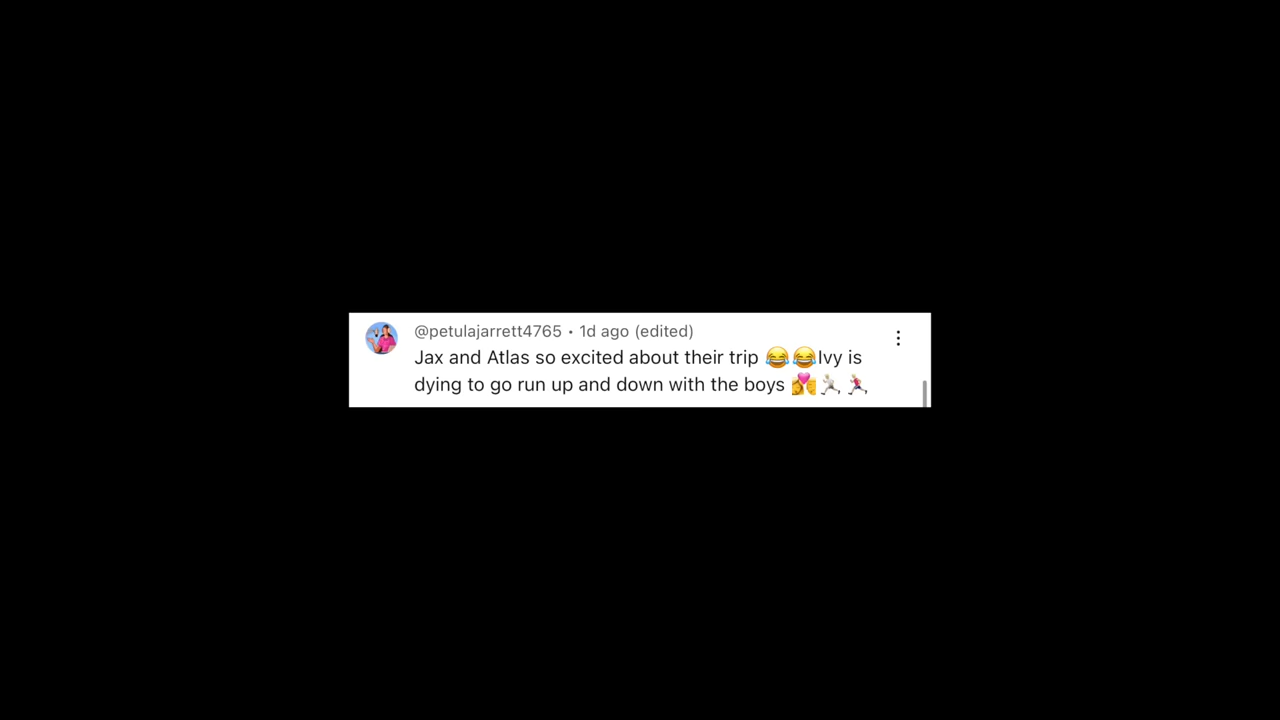 @petulajarrett4765 • 1d ago (edited)
Jax and Atlas so excited about their trip 😂😂Ivy is
dying to go run up and down with the boys 💏🏃🏼🏃🏼‍♀️